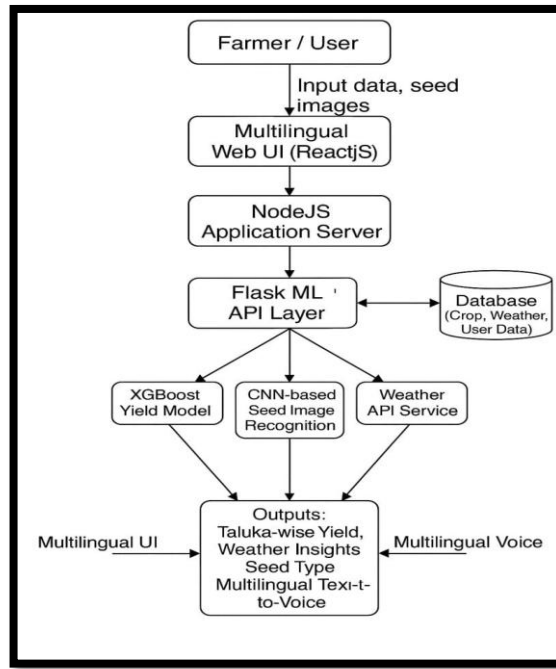 Farmer / User
Input data, seed
images
Multilingual
Web UI (ReactjS)
NodeJS
Application Server
Flask ML
API Layer
Database
(Crop, Weather,
User Data)
XGBoost
Yield Model
CNN-based
Seed Image
Recognition
Weather
API Service
Outputs:
Taluka-wise Yield,
Weather Insights
Seed Type
Multilingual Texı-t-
to-Voice
Multilingual UI
Multilingual Voice